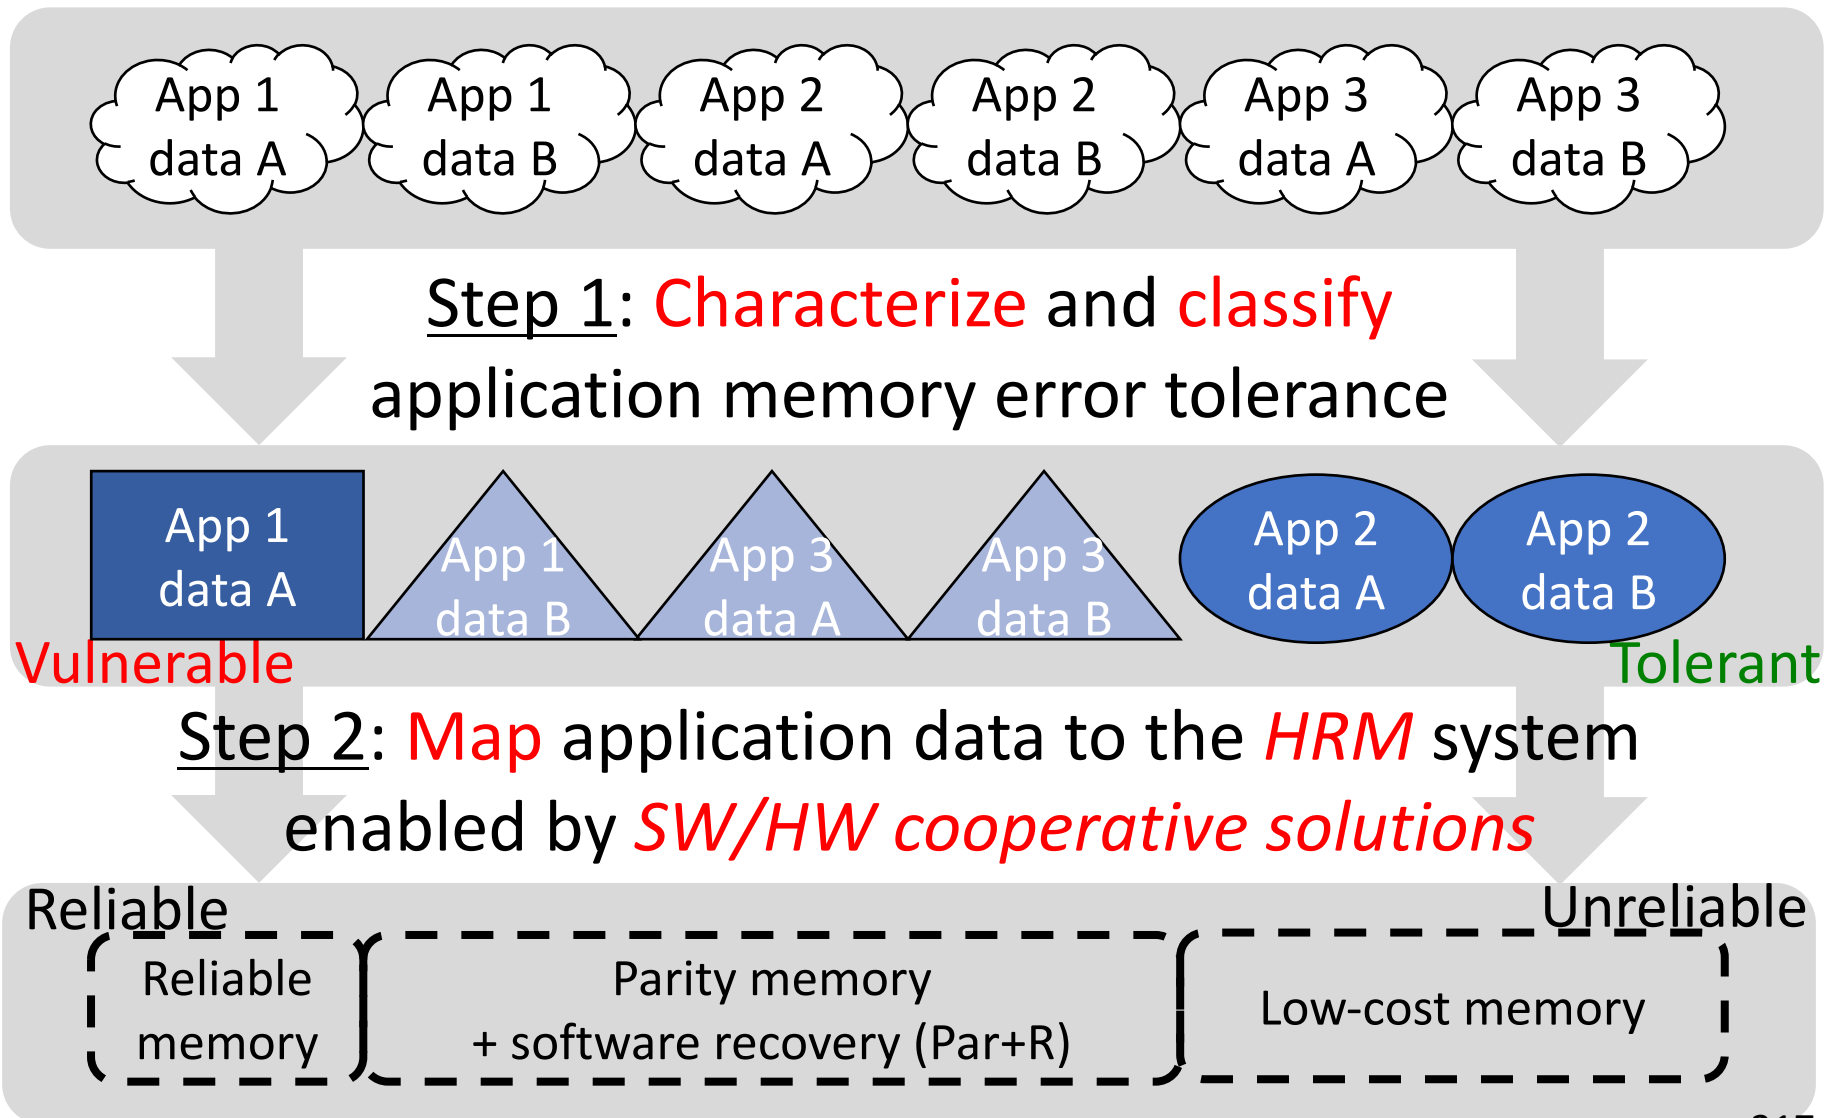 App 1
data A
App 1
data B
App 2
data A
App 2
data B
App 3
data A
App 3
data B
Step 1: Characterize and classify
application memory error tolerance
App 1
data A
App 1
data B
App 3
data A
App 3
data B
App 2
data A
App 2
data B
Vulnerable
Tolerant
Step 2: Map application data to the HRM system
enabled by SW/HW cooperative solutions
Reliable
Unreliable
Reliable
memory
Parity memory
+ software recovery (Par+R)
Low-cost memory